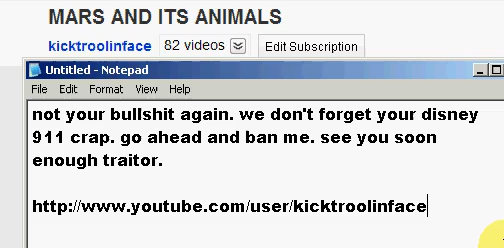 MARS AND ITS ANIMALS
kicktroolinface 82 videos Edit Subscription
Untitled - Notepad
File Edit Format View Help
not your bullshit again. we don't forget your disney
911 crap. go ahead and ban me. see you soon
enough traitor.
http://www.youtube.com/user/kicktroolinface